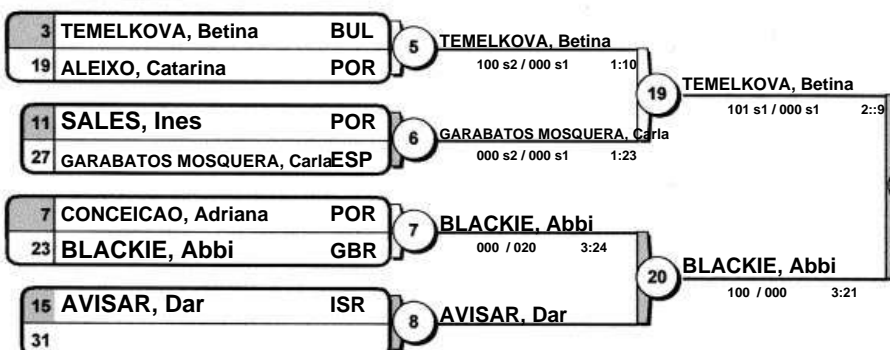 3 TEMELKOVA, Betina BUL
19 ALEIXO, Catarina POR
5
TEMELKOVA, Betina
100 s2 / 000 s1 1:10
11 SALES, Ines POR
27 GARABATOS MOSQUERA, Carla ESP
6
GARABATOS MOSQUERA, Carla
000 s2 / 000 s1 1:23
19
TEMELKOVA, Betina
101 s1 / 000 s1 2::9
7 CONCEICAO, Adriana POR
23 BLACKIE, Abbi GBR
7
BLACKIE, Abbi
000 / 020 3:24
15 AVISAR, Dar ISR
31
8
AVISAR, Dar
20
BLACKIE, Abbi
100 / 000 3:21